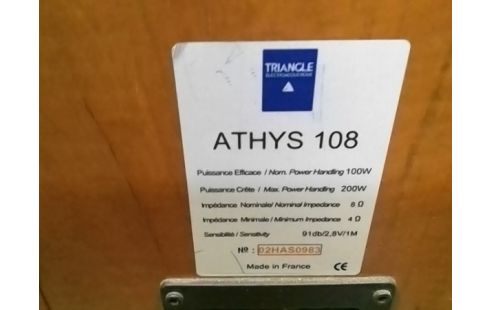 TRIANGLE
ELECTROACOUSTIQUE
ATHYS 108
Puissance Efficace / Nom. Power Handling 100W
Puissance Crête / Max. Power Handling 200W
Impédance Nominale/ Nominal Impedance 8 Ω
Impédance Minimale / Minimum Impedance 4 Ω
Sensibilité / Sensitivity 91db/2,8V/1M
Nº : 02HAS0983
Made in France CE